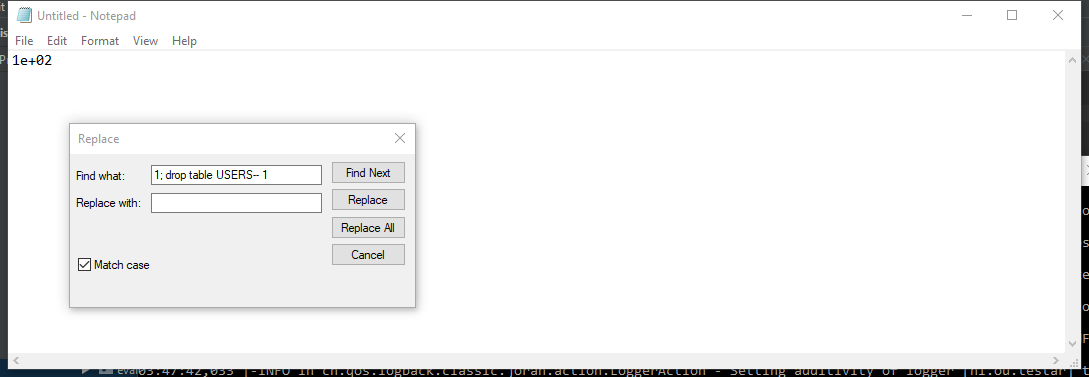 Untitled - Notepad
File Edit Format View Help
1e+02
Replace
Find what: 1; drop table USERS-- 1 Find Next
Replace with: Replace
Replace All
Cancel
Match case
eval03:47:42,033 |-INFO in ch.qos.logback.classic.joran.action.LoggerAction - Setting additivity of logger [nl.ou.testar]